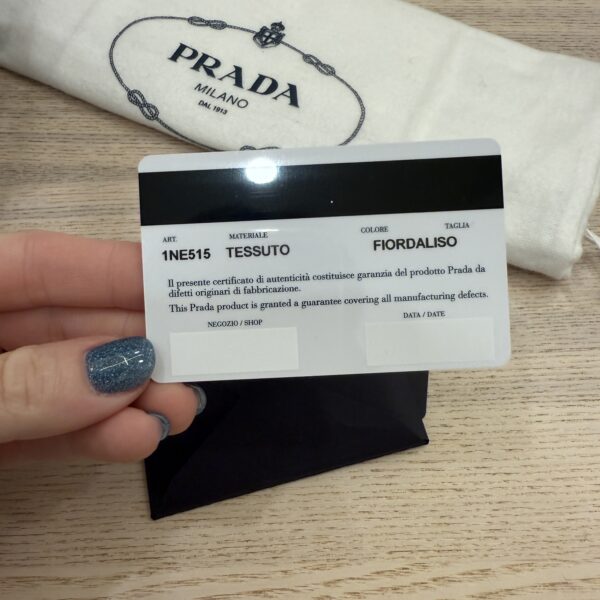 PRADA
MILANO
DAL 1913
ART. MATERIALE COLORE TAGLIA
1NE515 TESSUTO FIORDALISO
Il presente certificato di autenticità costituisce garanzia del prodotto Prada da
difetti originari di fabbricazione.
This Prada product is granted a guarantee covering all manufacturing defects.
NEGOZIO / SHOP DATA / DATE